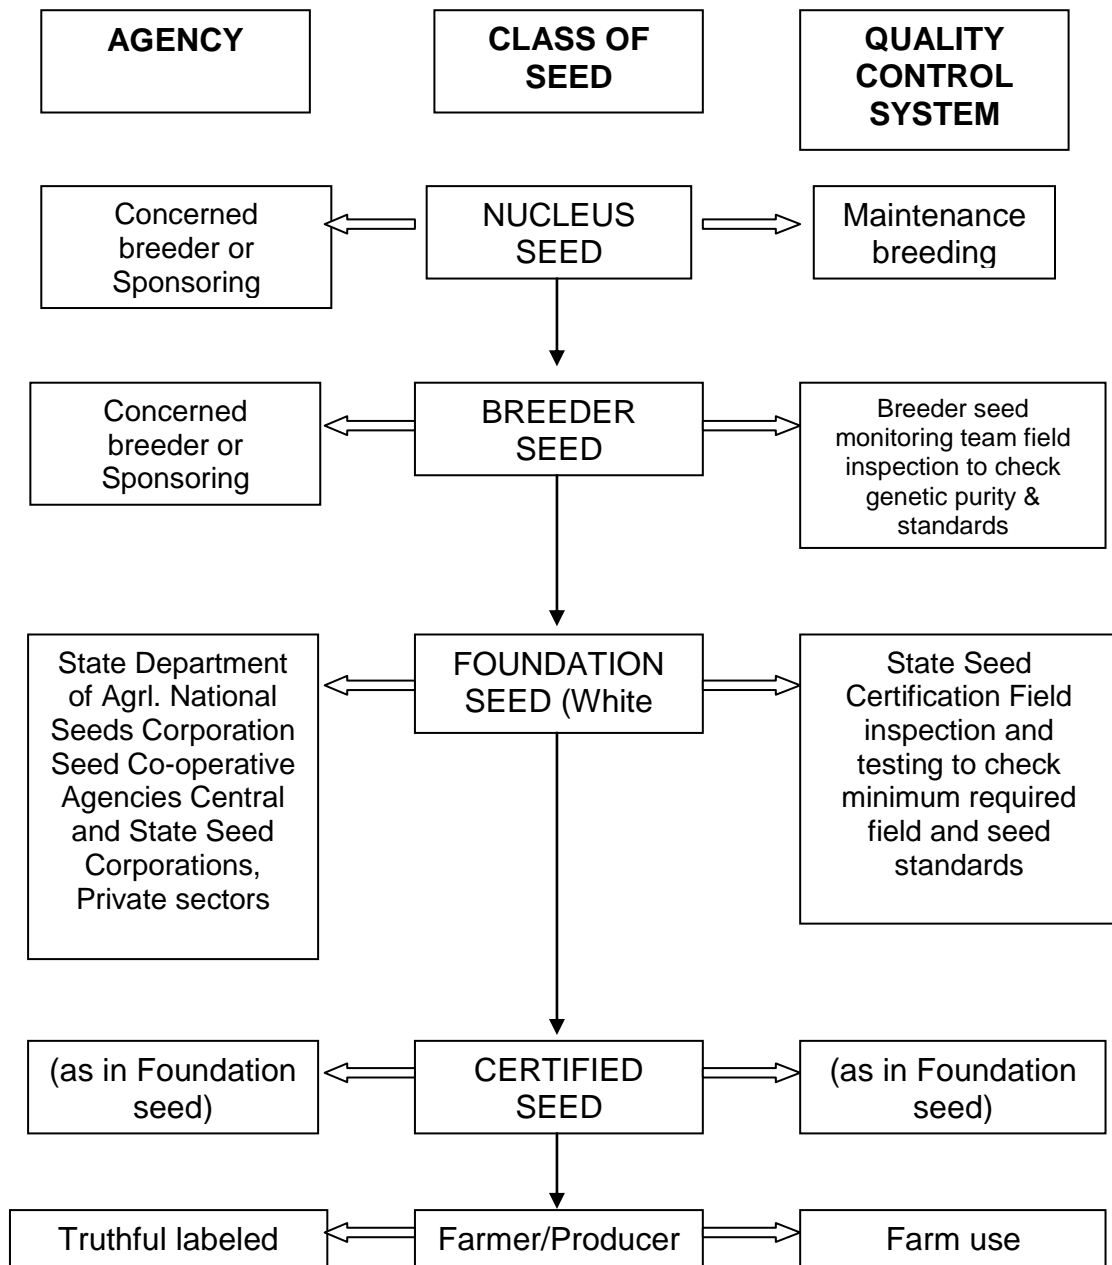 AGENCY
CLASS OF
SEED
QUALITY
CONTROL
SYSTEM
Concerned
breeder or
Sponsoring
NUCLEUS
SEED
Maintenance
breeding
Concerned
breeder or
Sponsoring
BREEDER
SEED
Breeder seed
monitoring team field
inspection to check
genetic purity &
standards
State Department
of Agrl. National
Seeds Corporation
Seed Co-operative
Agencies Central
and State Seed
Corporations,
Private sectors
FOUNDATION
SEED (White
State Seed
Certification Field
inspection and
testing to check
minimum required
field and seed
standards
(as in Foundation
seed)
CERTIFIED
SEED
(as in Foundation
seed)
Truthful labeled
Farmer/Producer
Farm use